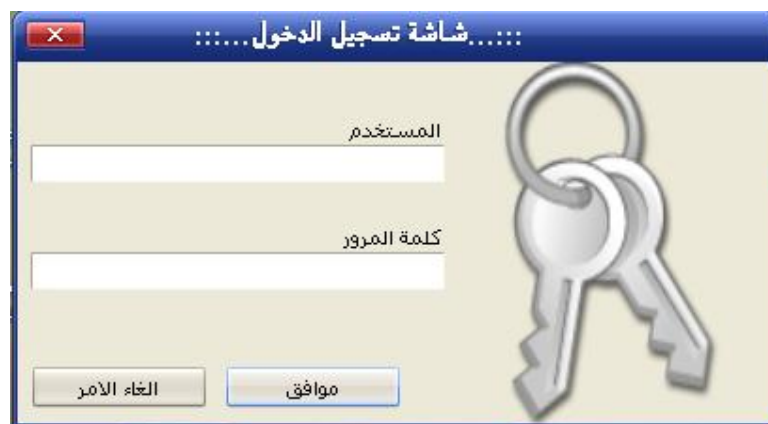 :::...شاشة تسجيل الدخول...:::
المستخدم
كلمة المرور
موافق
الغاء الامر